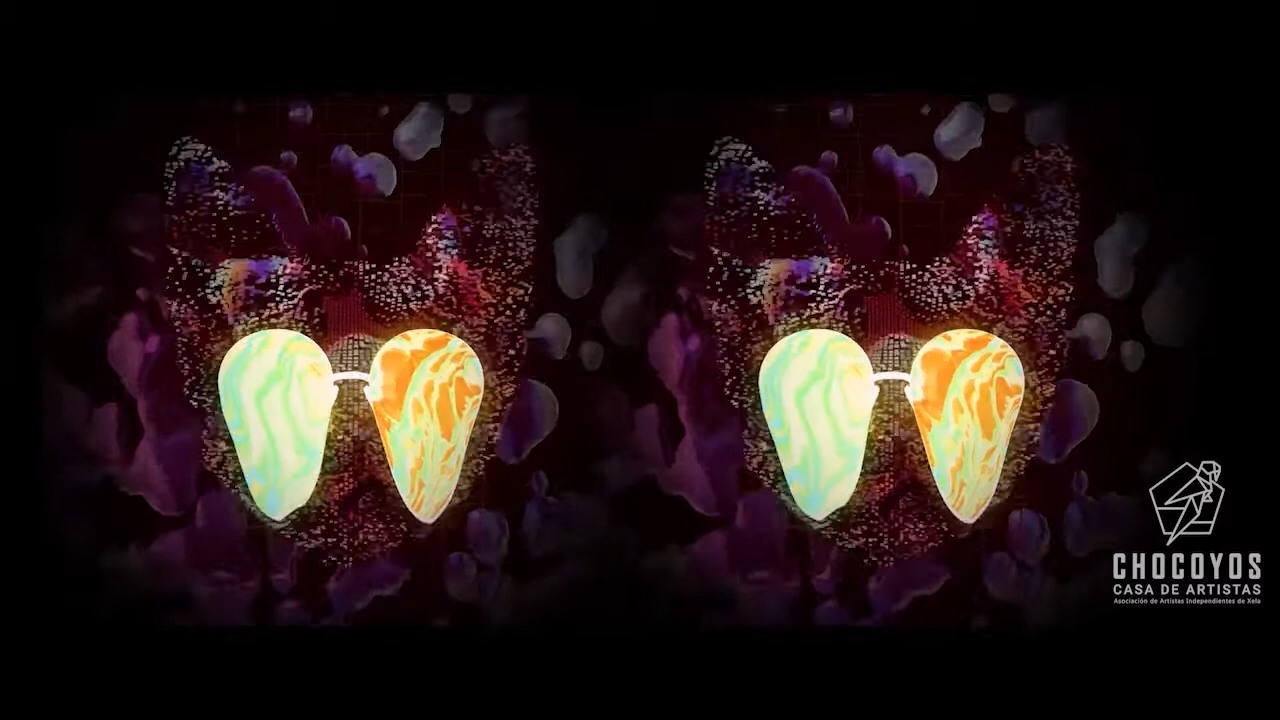 CHOCOYOS
CASA DE ARTISTAS
Asociación de Artistas Independientes de Xela